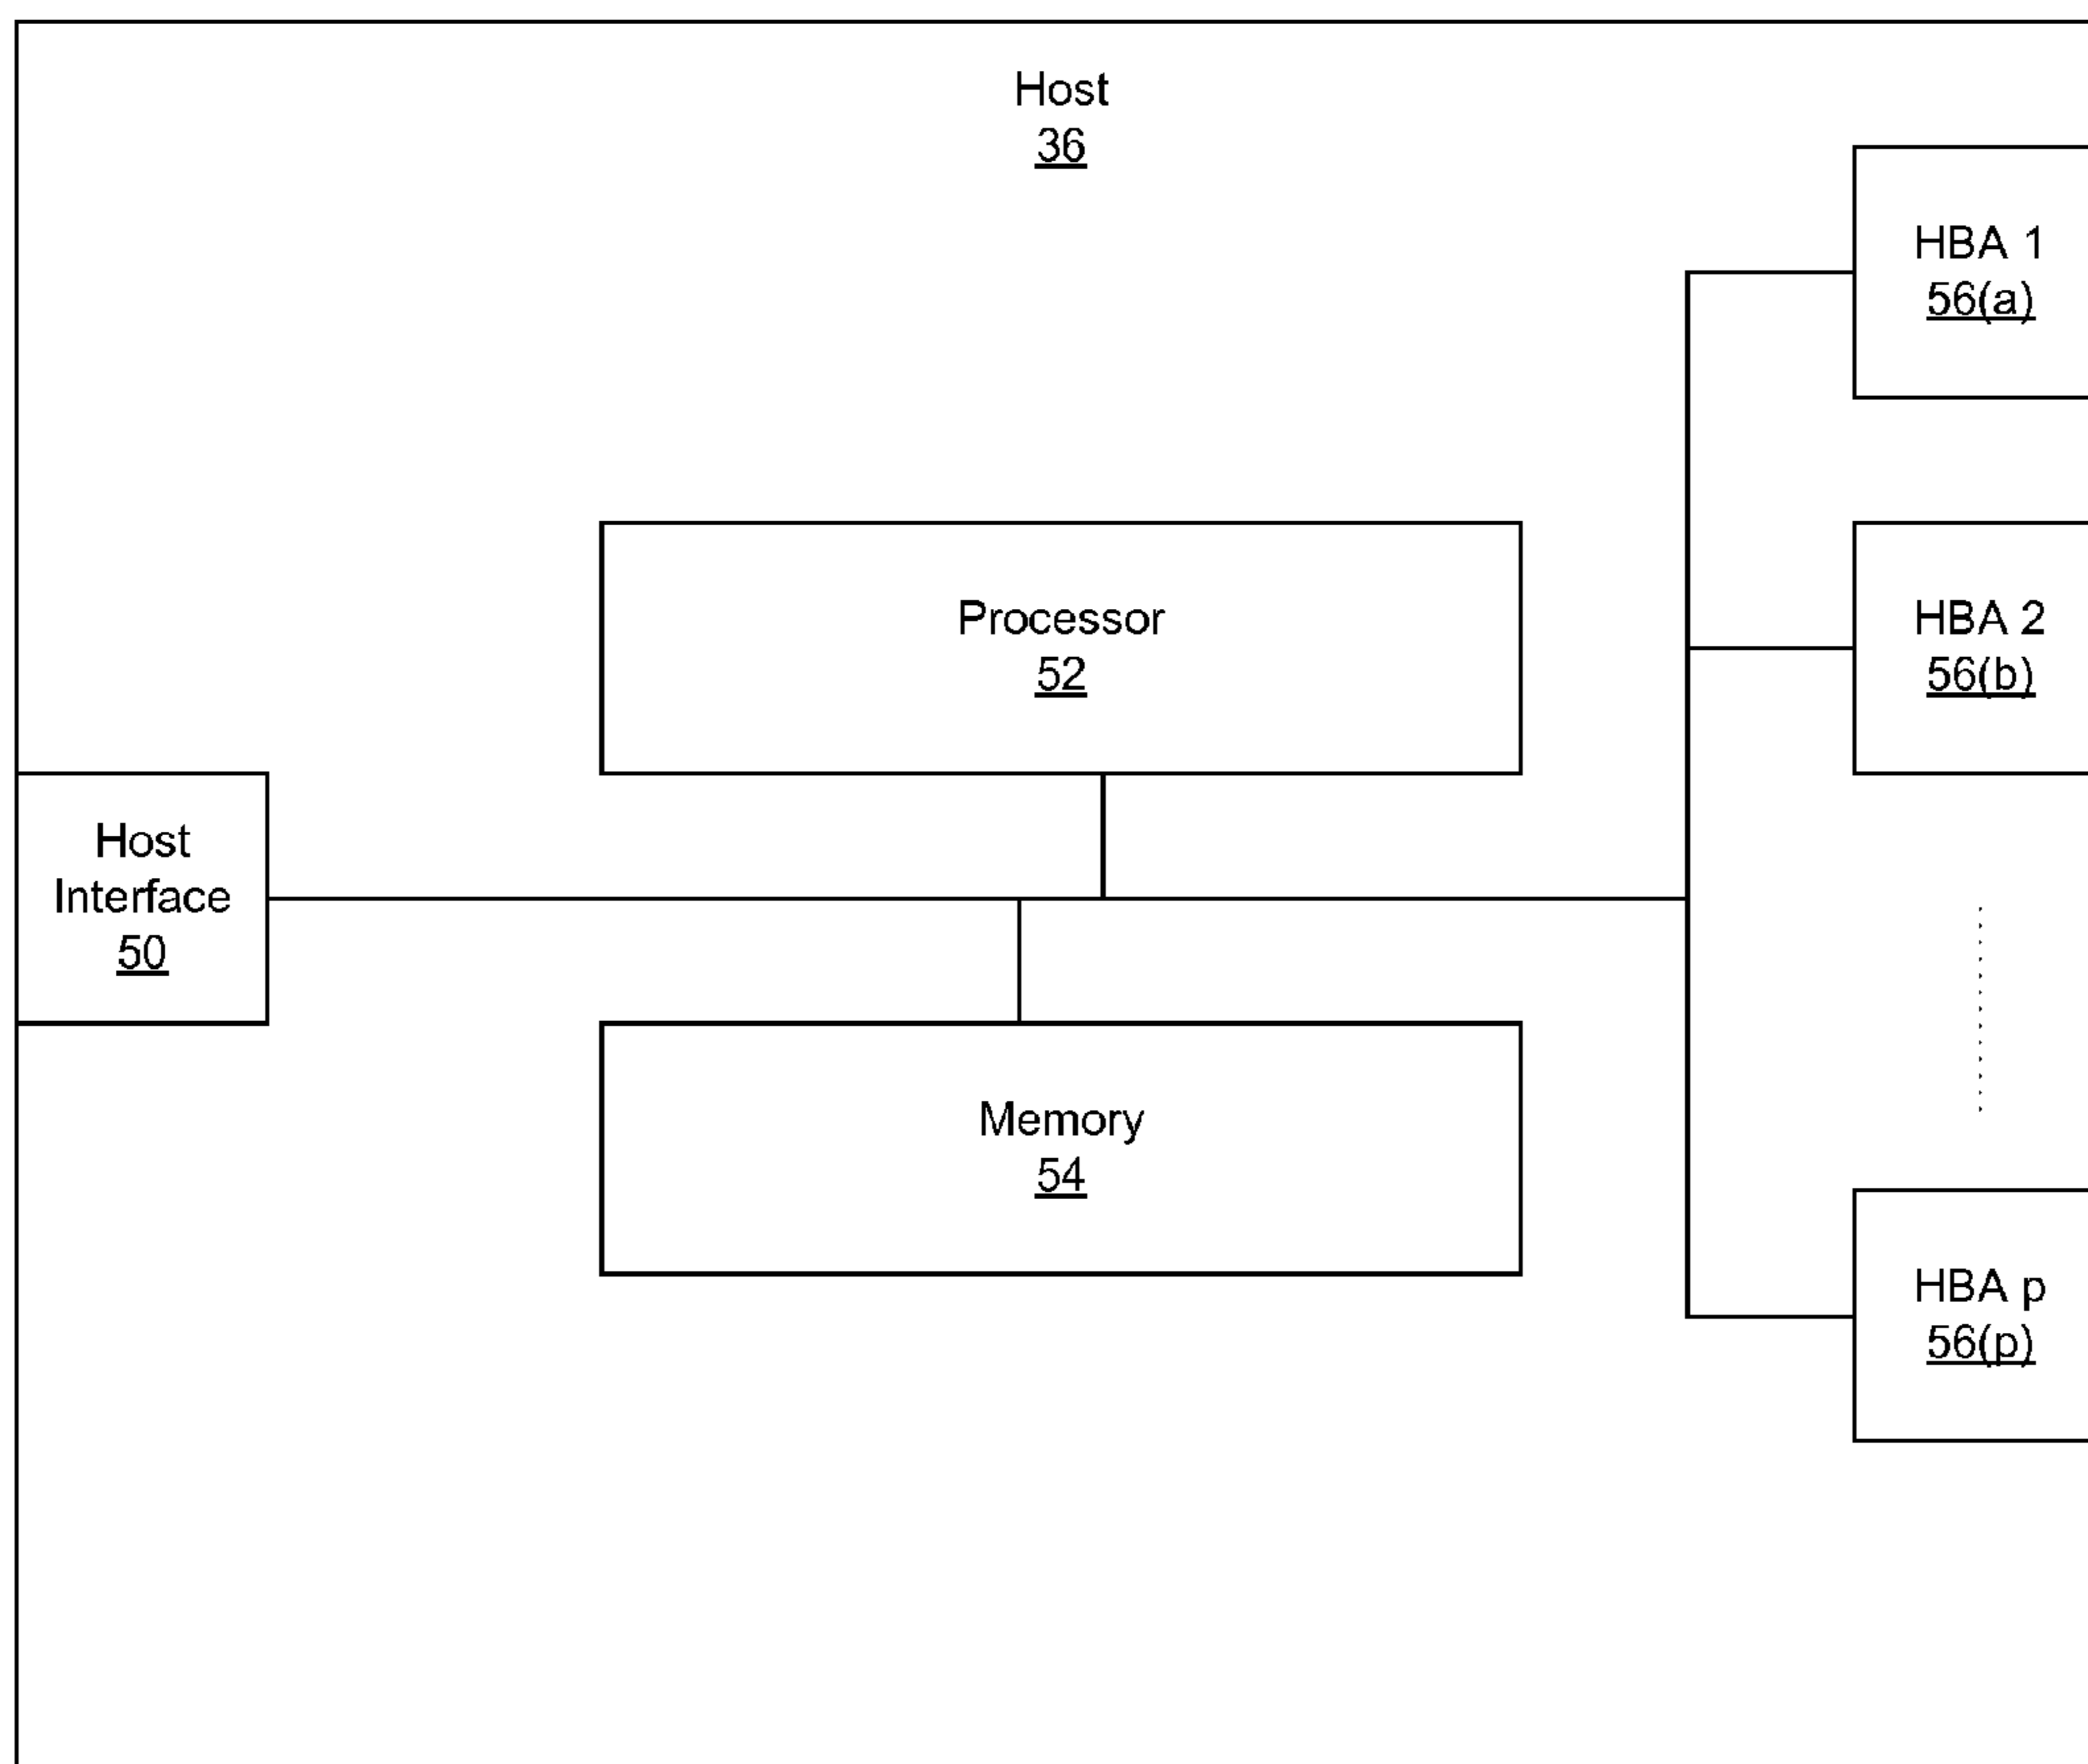 Host
36
HBA 1
56(a)
Processor
52
HBA 2
56(b)
Host
Interface
50
Memory
54
HBA p
56(p)